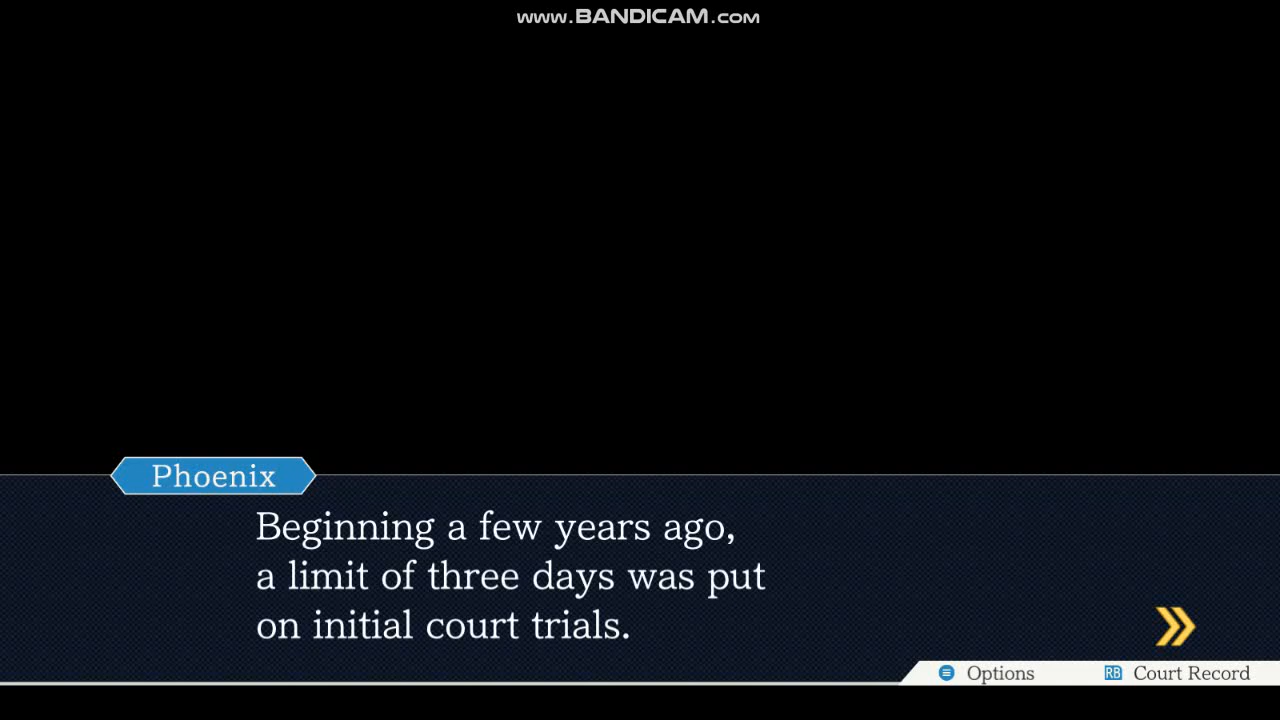 www.BANDICAM.com
Phoenix
Beginning a few years ago,
a limit of three days was put
on initial court trials.
Options
RB Court Record